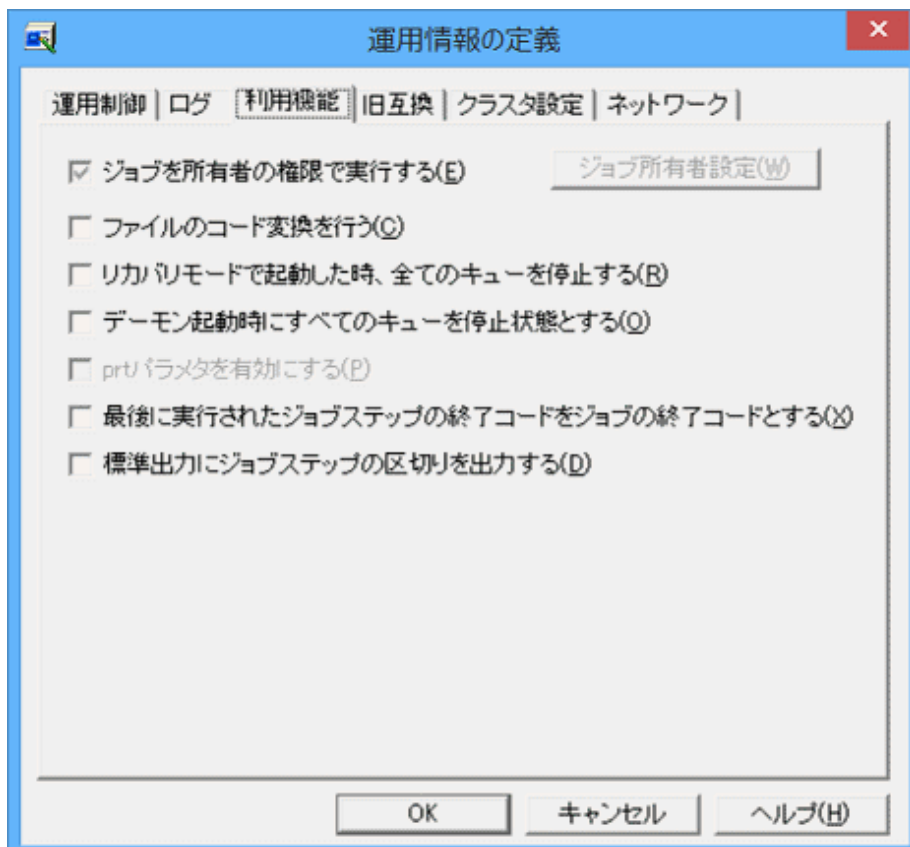 運用情報の定義
運用制御 ログ 利用機能 旧互換 クラスタ設定 ネットワーク
ジョブを所有者の権限で実行する(E) ジョブ所有者設定(W)
ファイルのコード変換を行う(C)
リカバリモードで起動した時、全てのキューを停止する(R)
デーモン起動時にすべてのキューを停止状態とする(O)
prtパラメタを有効にする(P)
最後に実行されたジョブステップの終了コードをジョブの終了コードとする(X)
標準出力にジョブステップの区切りを出力する(D)
OK キャンセル ヘルプ(H)